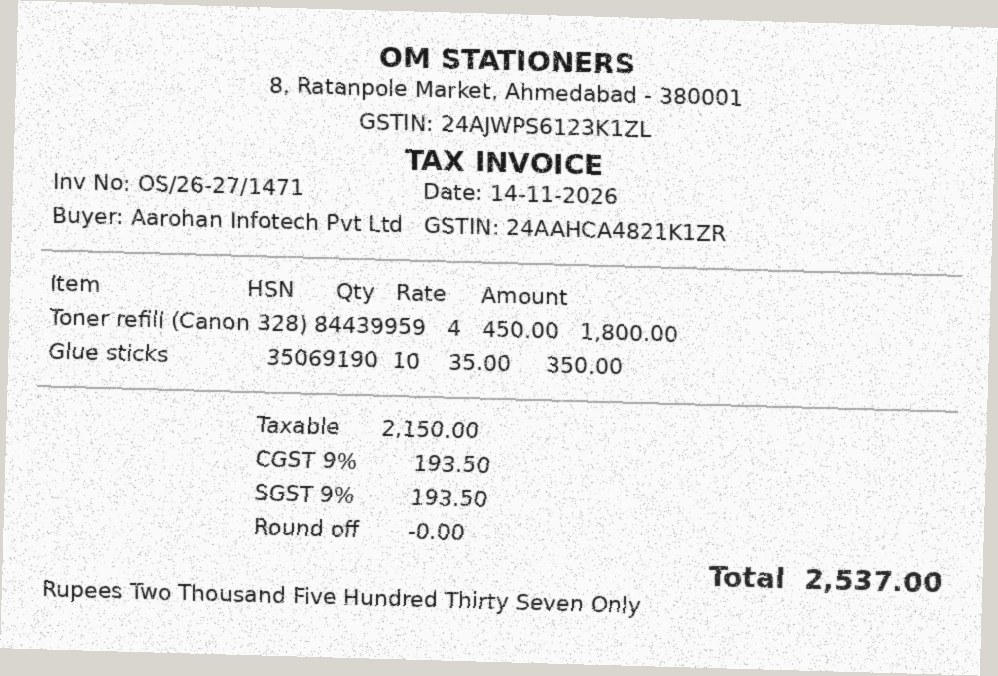 OM STATIONERS
8, Ratanpole Market, Ahmedabad - 380001
GSTIN: 24AJWPS6123K1ZL
TAX INVOICE
Inv No: OS/26-27/1471 Date: 14-11-2026
Buyer: Aarohan Infotech Pvt Ltd GSTIN: 24AAHCA4821K1ZR
Item HSN Qty Rate Amount
Toner refill (Canon 328) 84439959 4 450.00 1,800.00
Glue sticks 35069190 10 35.00 350.00
Taxable 2,150.00
CGST 9% 193.50
SGST 9% 193.50
Round off -0.00
Total 2,537.00
Rupees Two Thousand Five Hundred Thirty Seven Only